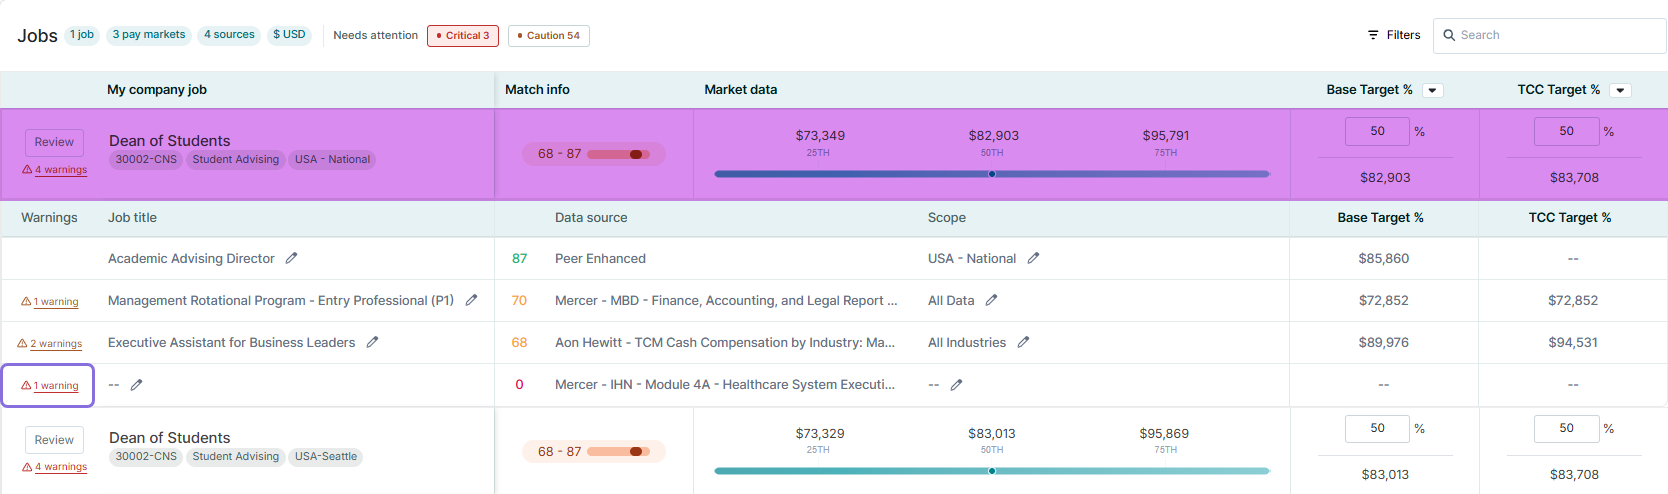 Jobs 1 job 3 pay markets 4 sources $ USD Needs attention Critical 3 Caution 54 Filters Search
My company job Match info Market data Base Target % TCC Target %
Review Dean of Students 68 - 87 $73,349 $82,903 $95,791 50 % 50 %
4 warnings 30002-CNS Student Advising USA - National 25TH 50TH 75TH $82,903 $83,708
Warnings Job title Data source Scope Base Target % TCC Target %
Academic Advising Director 87 Peer Enhanced USA - National $85,860 --
1 warning Management Rotational Program - Entry Professional (P1) 70 Mercer - MBD - Finance, Accounting, and Legal Report ... All Data $72,852 $72,852
2 warnings Executive Assistant for Business Leaders 68 Aon Hewitt - TCM Cash Compensation by Industry: Ma... All Industries $89,976 $94,531
1 warning -- 0 Mercer - IHN - Module 4A - Healthcare System Executi... -- -- --
Review Dean of Students 68 - 87 $73,329 $83,013 $95,869 50 % 50 %
4 warnings 30002-CNS Student Advising USA-Seattle 25TH 50TH 75TH $83,013 $83,708